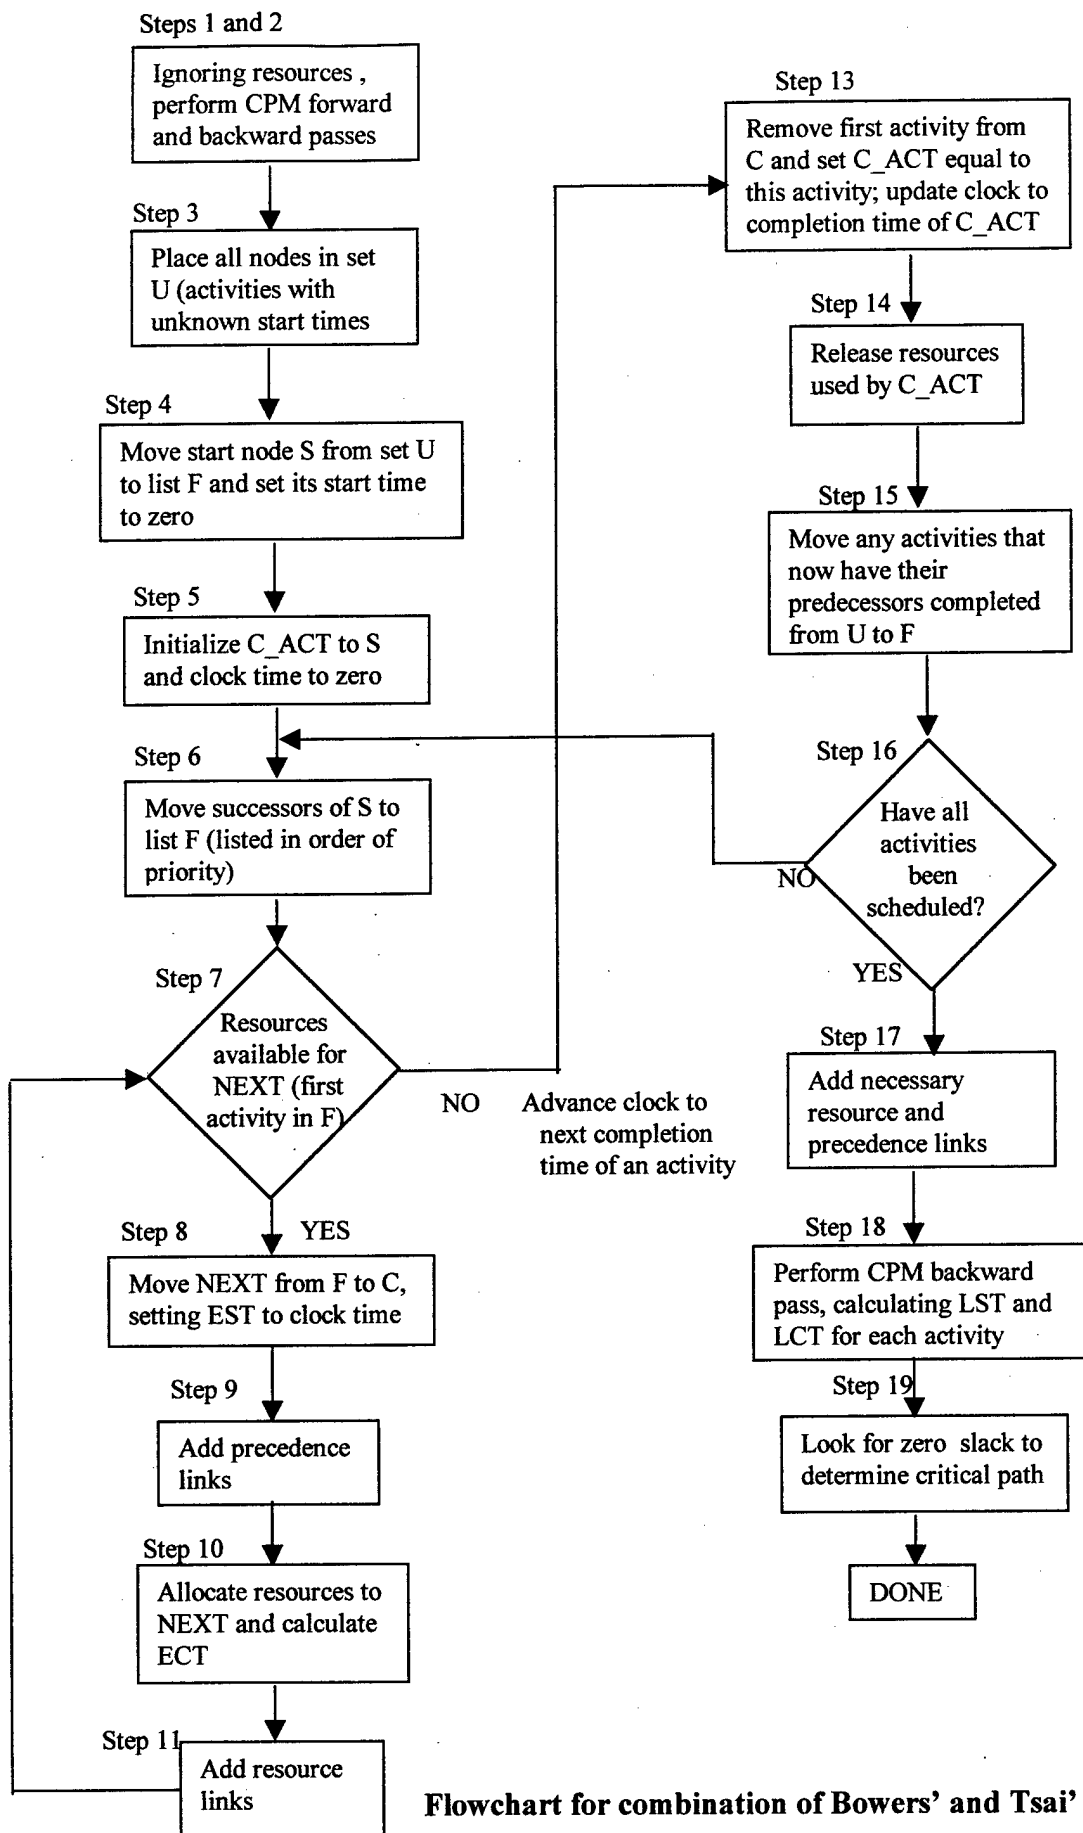 Steps 1 and 2
Ignoring resources ,
perform CPM forward
and backward passes
Step 3
Place all nodes in set
U (activities with
unknown start times
Step 4
Move start node S from set U
to list F and set its start time
to zero
Step 5
Initialize C_ACT to S
and clock time to zero
Step 6
Move successors of S to
list F (listed in order of
priority)
Step 7
Resources
available for
NEXT (first
activity in F)
NO
Advance clock to
next completion
time of an activity
YES
Step 8
Move NEXT from F to C,
setting EST to clock time
Step 9
Add precedence
links
Step 10
Allocate resources to
NEXT and calculate
ECT
Step 11
Add resource
links
Step 13
Remove first activity from
C and set C_ACT equal to
this activity; update clock to
completion time of C_ACT
Step 14
Release resources
used by C_ACT
Step 15
Move any activities that
now have their
predecessors completed
from U to F
Step 16
Have all
activities
been
scheduled?
NO
YES
Step 17
Add necessary
resource and
precedence links
Step 18
Perform CPM backward
pass, calculating LST and
LCT for each activity
Step 19
Look for zero slack to
determine critical path
DONE
Flowchart for combination of Bowers' and Tsai'